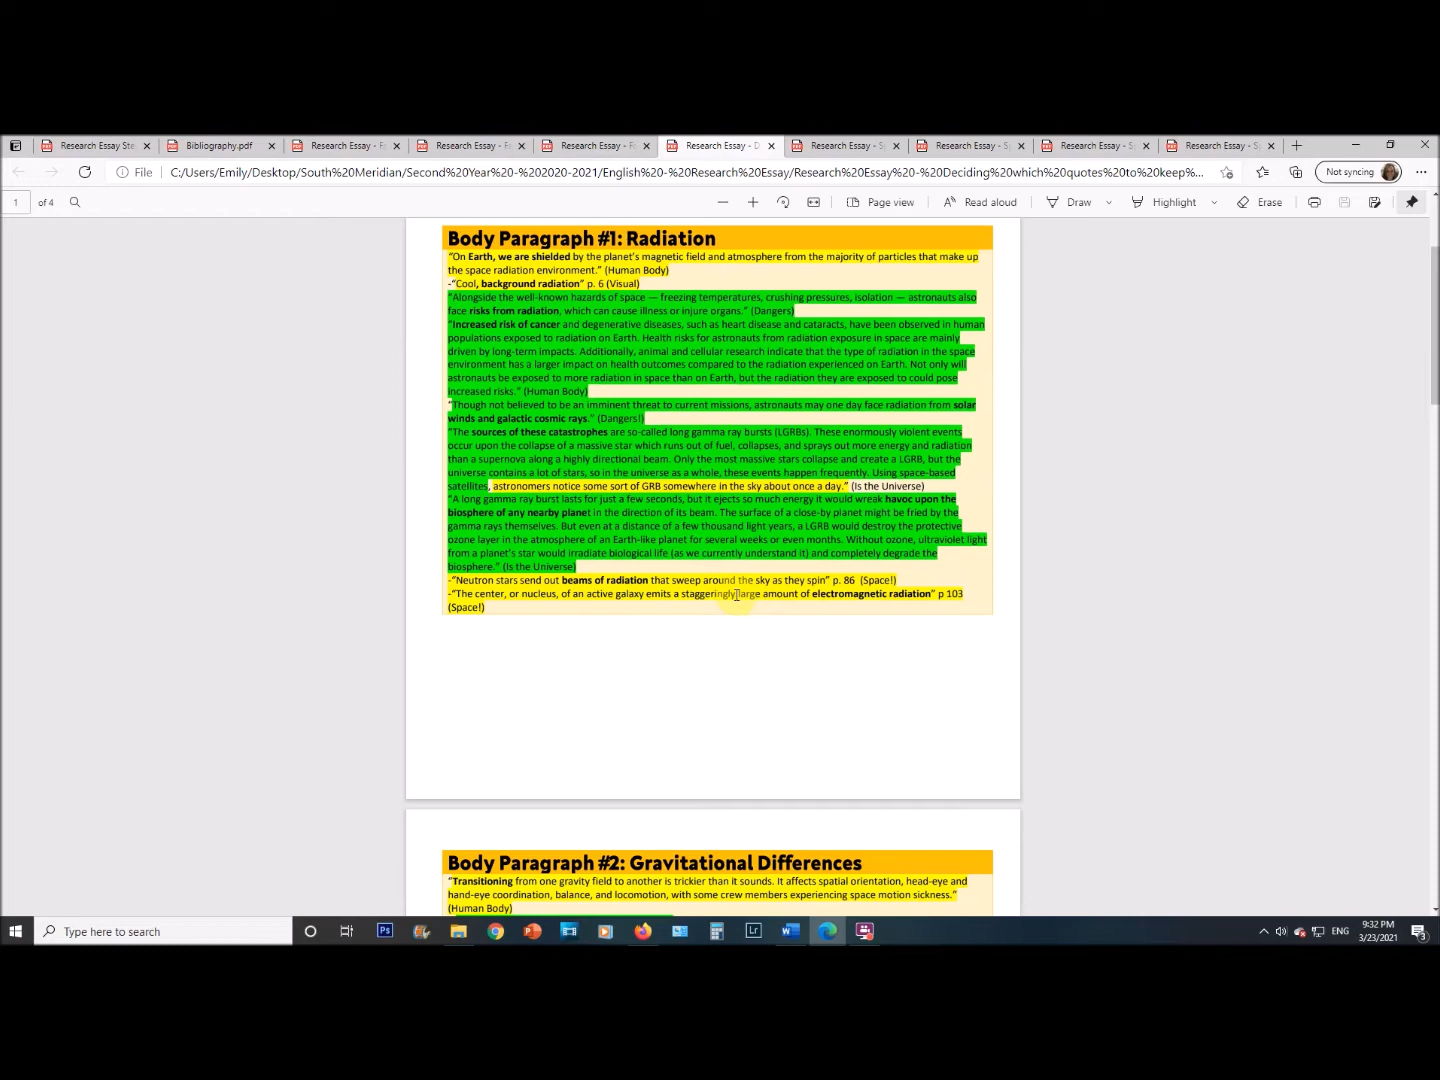 Research Essay Ste
Bibliography.pdf
Research Essay - F
Research Essay - R
Research Essay - F
Research Essay - D
Research Essay - S
Research Essay - S
Research Essay - S
Research Essay - S
File
C:/Users/Emily/Desktop/South%20Meridian/Second%20Year%20-%202020-2021/English%20-%20Research%20Essay/Research%20Essay%20-%20Deciding%20which%20quotes%20to%20keep%...
Not syncing
1 of 4
Page view
Read aloud
Draw
Highlight
Erase
Body Paragraph #1: Radiation
"On Earth, we are shielded by the planet's magnetic field and atmosphere from the majority of particles that make up
the space radiation environment." (Human Body)
-"Cool, background radiation" p. 6 (Visual)
"Alongside the well-known hazards of space — freezing temperatures, crushing pressures, isolation — astronauts also
face risks from radiation, which can cause illness or injure organs." (Dangers)
"Increased risk of cancer and degenerative diseases, such as heart disease and cataracts, have been observed in human
populations exposed to radiation on Earth. Health risks for astronauts from radiation exposure in space are mainly
driven by long-term impacts. Additionally, animal and cellular research indicate that the type of radiation in the space
environment has a larger impact on health outcomes compared to the radiation experienced on Earth. Not only will
astronauts be exposed to more radiation in space than on Earth, but the radiation they are exposed to could pose
increased risks." (Human Body)
"Though not believed to be an imminent threat to current missions, astronauts may one day face radiation from solar
winds and galactic cosmic rays." (Dangers!)
"The sources of these catastrophes are so-called long gamma ray bursts (LGRBs). These enormously violent events
occur upon the collapse of a massive star which runs out of fuel, collapses, and sprays out more energy and radiation
than a supernova along a highly directional beam. Only the most massive stars collapse and create a LGRB, but the
universe contains a lot of stars, so in the universe as a whole, these events happen frequently. Using space-based
satellites, astronomers notice some sort of GRB somewhere in the sky about once a day." (Is the Universe)
"A long gamma ray burst lasts for just a few seconds, but it ejects so much energy it would wreak havoc upon the
biosphere of any nearby planet in the direction of its beam. The surface of a close-by planet might be fried by the
gamma rays themselves. But even at a distance of a few thousand light years, a LGRB would destroy the protective
ozone layer in the atmosphere of an Earth-like planet for several weeks or even months. Without ozone, ultraviolet light
from a planet's star would irradiate biological life (as we currently understand it) and completely degrade the
biosphere." (Is the Universe)
-"Neutron stars send out beams of radiation that sweep around the sky as they spin" p. 86 (Space!)
-"The center, or nucleus, of an active galaxy emits a staggeringly large amount of electromagnetic radiation" p 103
(Space!)
Body Paragraph #2: Gravitational Differences
"Transitioning from one gravity field to another is trickier than it sounds. It affects spatial orientation, head-eye and
hand-eye coordination, balance, and locomotion, with some crew members experiencing space motion sickness."
(Human Body)
Type here to search
Ps
Lr
ENG
9:32 PM
3/23/2021
3